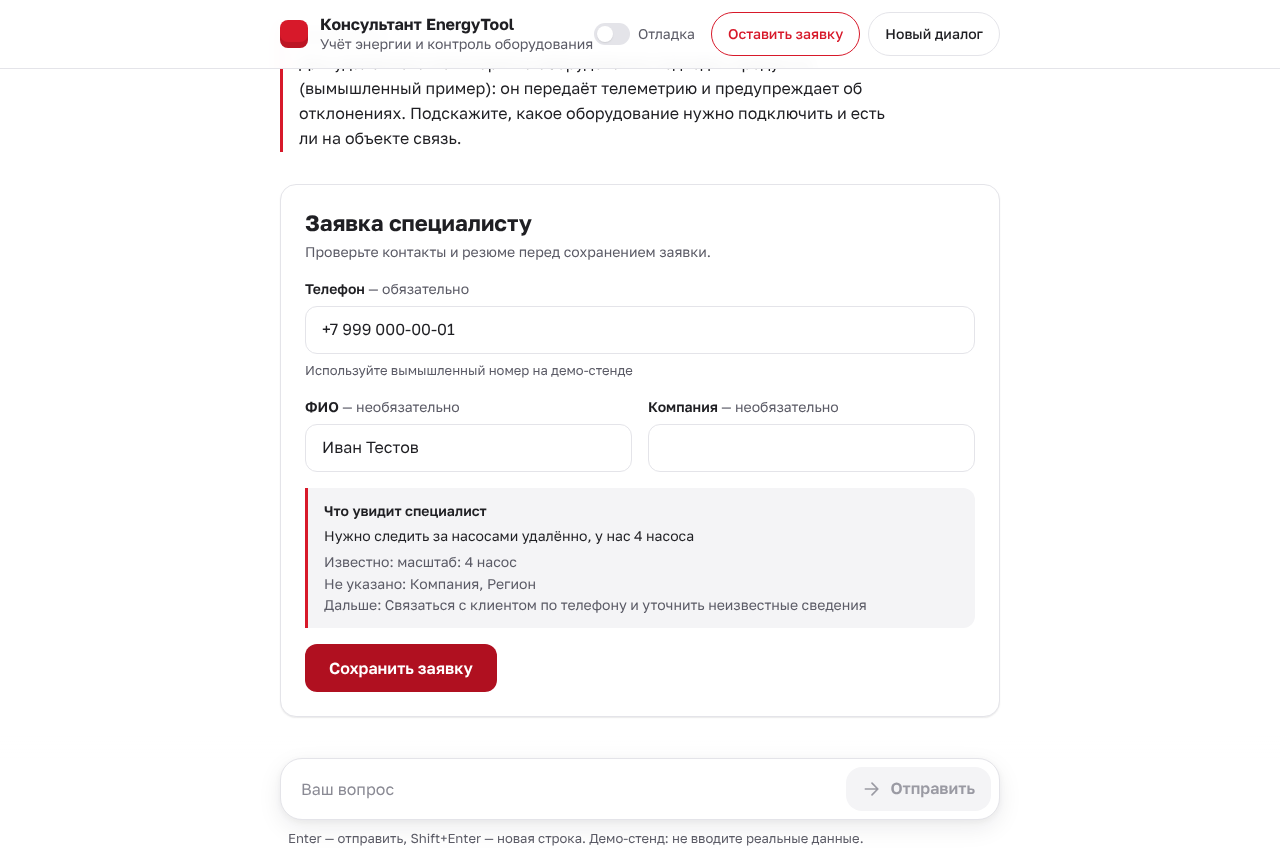 Консультант EnergyTool
Учёт энергии и контроль оборудования
Отладка
Оставить заявку
Новый диалог
(вымышленный пример): он передаёт телеметрию и предупреждает об
отклонениях. Подскажите, какое оборудование нужно подключить и есть
ли на объекте связь.
Заявка специалисту
Проверьте контакты и резюме перед сохранением заявки.
Телефон — обязательно
+7 999 000-00-01
Используйте вымышленный номер на демо-стенде
ФИО — необязательно
Компания — необязательно
Иван Тестов
Что увидит специалист
Нужно следить за насосами удалённо, у нас 4 насоса
Известно: масштаб: 4 насос
Не указано: Компания, Регион
Дальше: Связаться с клиентом по телефону и уточнить неизвестные сведения
Сохранить заявку
Ваш вопрос
Отправить
Enter — отправить, Shift+Enter — новая строка. Демо-стенд: не вводите реальные данные.